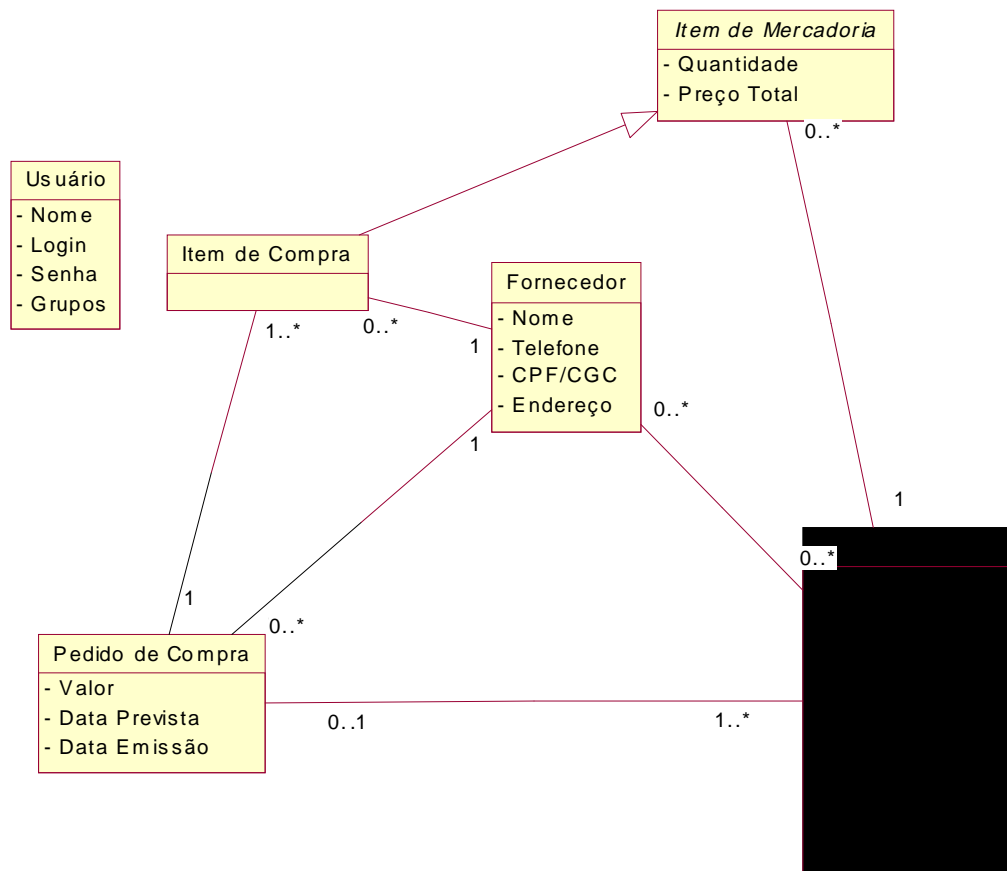 Item de Mercadoria
- Quantidade
- Preço Total
0..*
Usuário
- Nome
- Login
- Senha
- Grupos
Item de Compra
1..*
0..*
Fornecedor
- Nome
- Telefone
- CPF/CGC
- Endereço
1
1
0..*
1
0..*
1
0..*
Pedido de Compra
- Valor
- Data Prevista
- Data Emissão
0..1
1..*